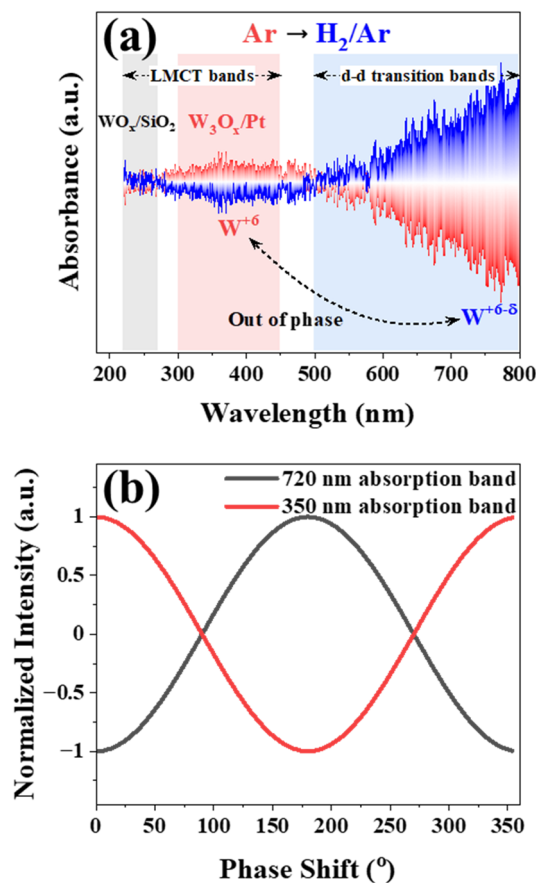 (a)
Ar → H₂/Ar
LMCT bands
d-d transition bands
WOₓ/SiO₂
W₃Oₓ/Pt
W⁺⁶
Out of phase
W⁺⁶⁻ᵟ
Absorbance (a.u.)
200 300 400 500 600 700 800
Wavelength (nm)
(b)
720 nm absorption band
350 nm absorption band
Normalized Intensity (a.u.)
1
0.5
0
−0.5
−1
0 50 100 150 200 250 300 350
Phase Shift (º)